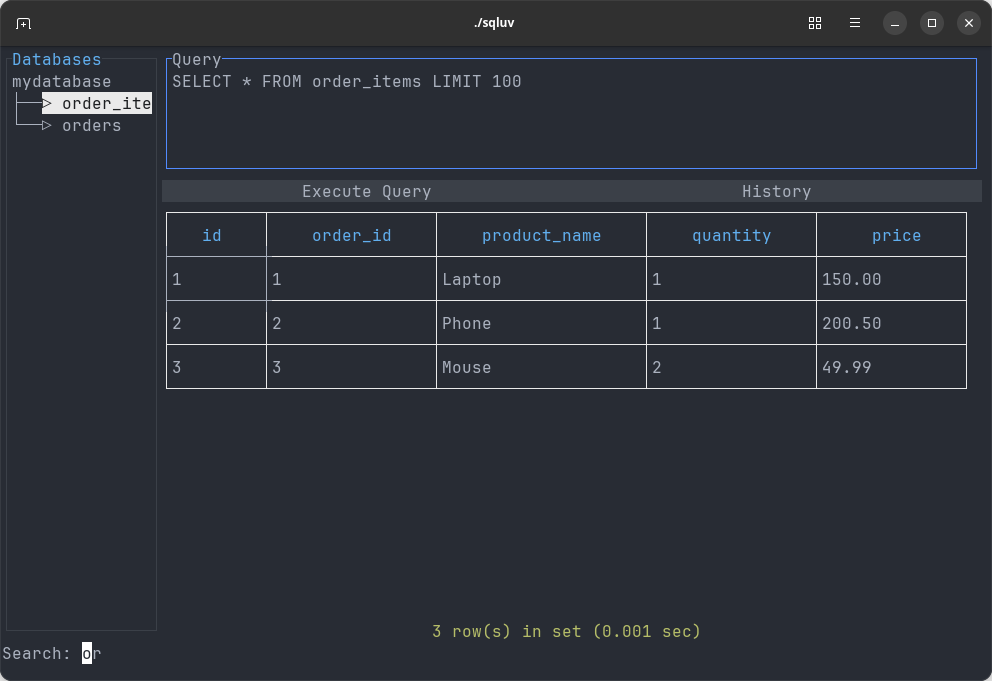 ./sqluv
Databases
mydatabase
order_ite
orders
Query
SELECT * FROM order_items LIMIT 100
Execute Query History
id order_id product_name quantity price
1 1 Laptop 1 150.00
2 2 Phone 1 200.50
3 3 Mouse 2 49.99
3 row(s) in set (0.001 sec)
Search: or